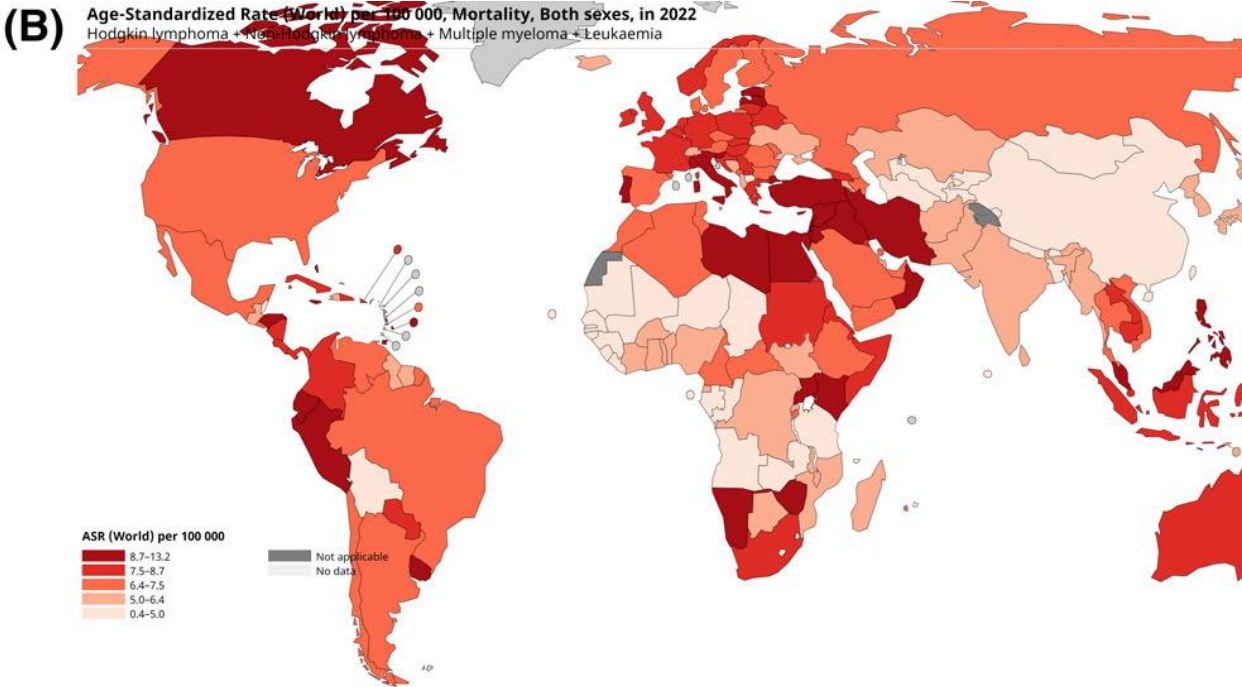 (B)
Age-Standardized Rate (World) per 100 000, Mortality, Both sexes, in 2022
Hodgkin lymphoma + Non-Hodgkin lymphoma + Multiple myeloma + Leukaemia
ASR (World) per 100 000
8.7–13.2
7.5–8.7
6.4–7.5
5.0–6.4
0.4–5.0
Not applicable
No data